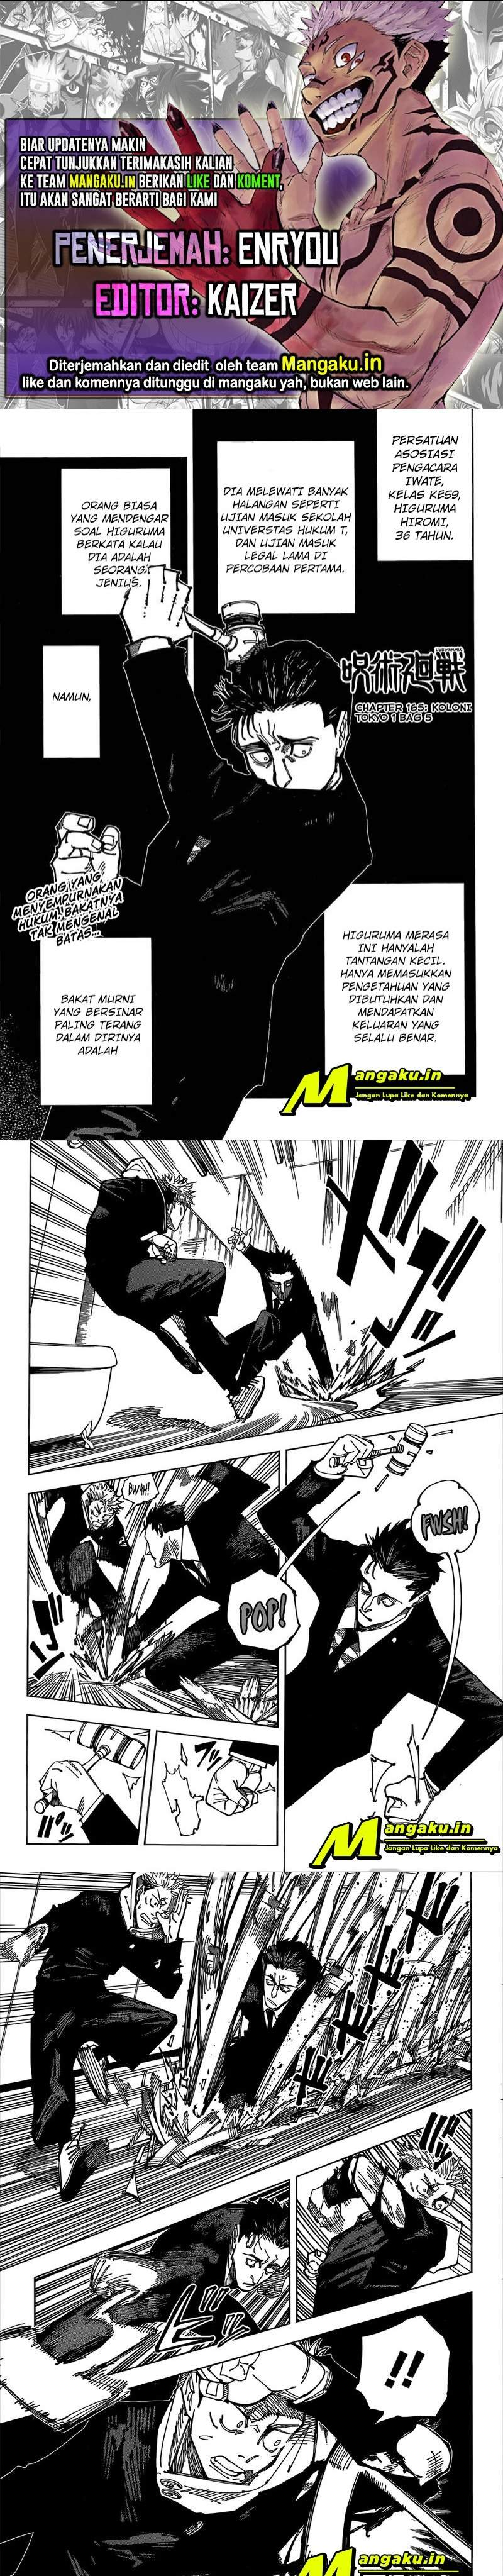 BIAR UPDATENYA MAKIN
CEPAT TUNJUKKAN TERIMAKASIH KALIAN
KE TEAM MANGAKU.in BERIKAN LIKE DAN KOMENT,
ITU AKAN SANGAT BERARTI BAGI KAMI
PENERJEMAH: ENRYOU
EDITOR: KAIZER
Diterjemahkan dan diedit oleh team Mangaku.in
like dan komennya ditunggu di mangaku yah, bukan web lain.
PERSATUAN
ASOSIASI
PENGACARA
IWATE,
KELAS KE59,
HIGURUMA
HIROMI,
36 TAHUN.
DIA MELEWATI BANYAK
HALANGAN SEPERTI
UJIAN MASUK SEKOLAH
UNIVERSTAS HUKUM T,
DAN UJIAN MASUK
LEGAL LAMA DI
PERCOBAAN PERTAMA.
ORANG BIASA
YANG MENDENGAR
SOAL HIGURUMA
BERKATA KALAU
DIA ADALAH
SEORANG
JENIUS.
呪術廻戦
CHAPTER 165: KOLONI
TOKYO 1 BAG 5
NAMUN,
ORANG YANG
MENYEMPURNAKAN
HUKUM, BAKATNYA
TAK MENGENAL
BATAS...
HIGURUMA MERASA
INI HANYALAH
TANTANGAN KECIL.
HANYA MEMASUKKAN
PENGETAHUAN YANG
DIBUTUHKAN DAN
MENDAPATKAN
KELUARAN YANG
SELALU BENAR.
BAKAT MURNI
YANG BERSINAR
PALING TERANG
DALAM DIRINYA
ADALAH
Mangaku.in
Jangan Lupa Like dan Komennya
BWAH!
FWSH!
POP!
Mangaku.in
Jangan Lupa Like dan Komennya
ドドドド
!!
Mangaku.in